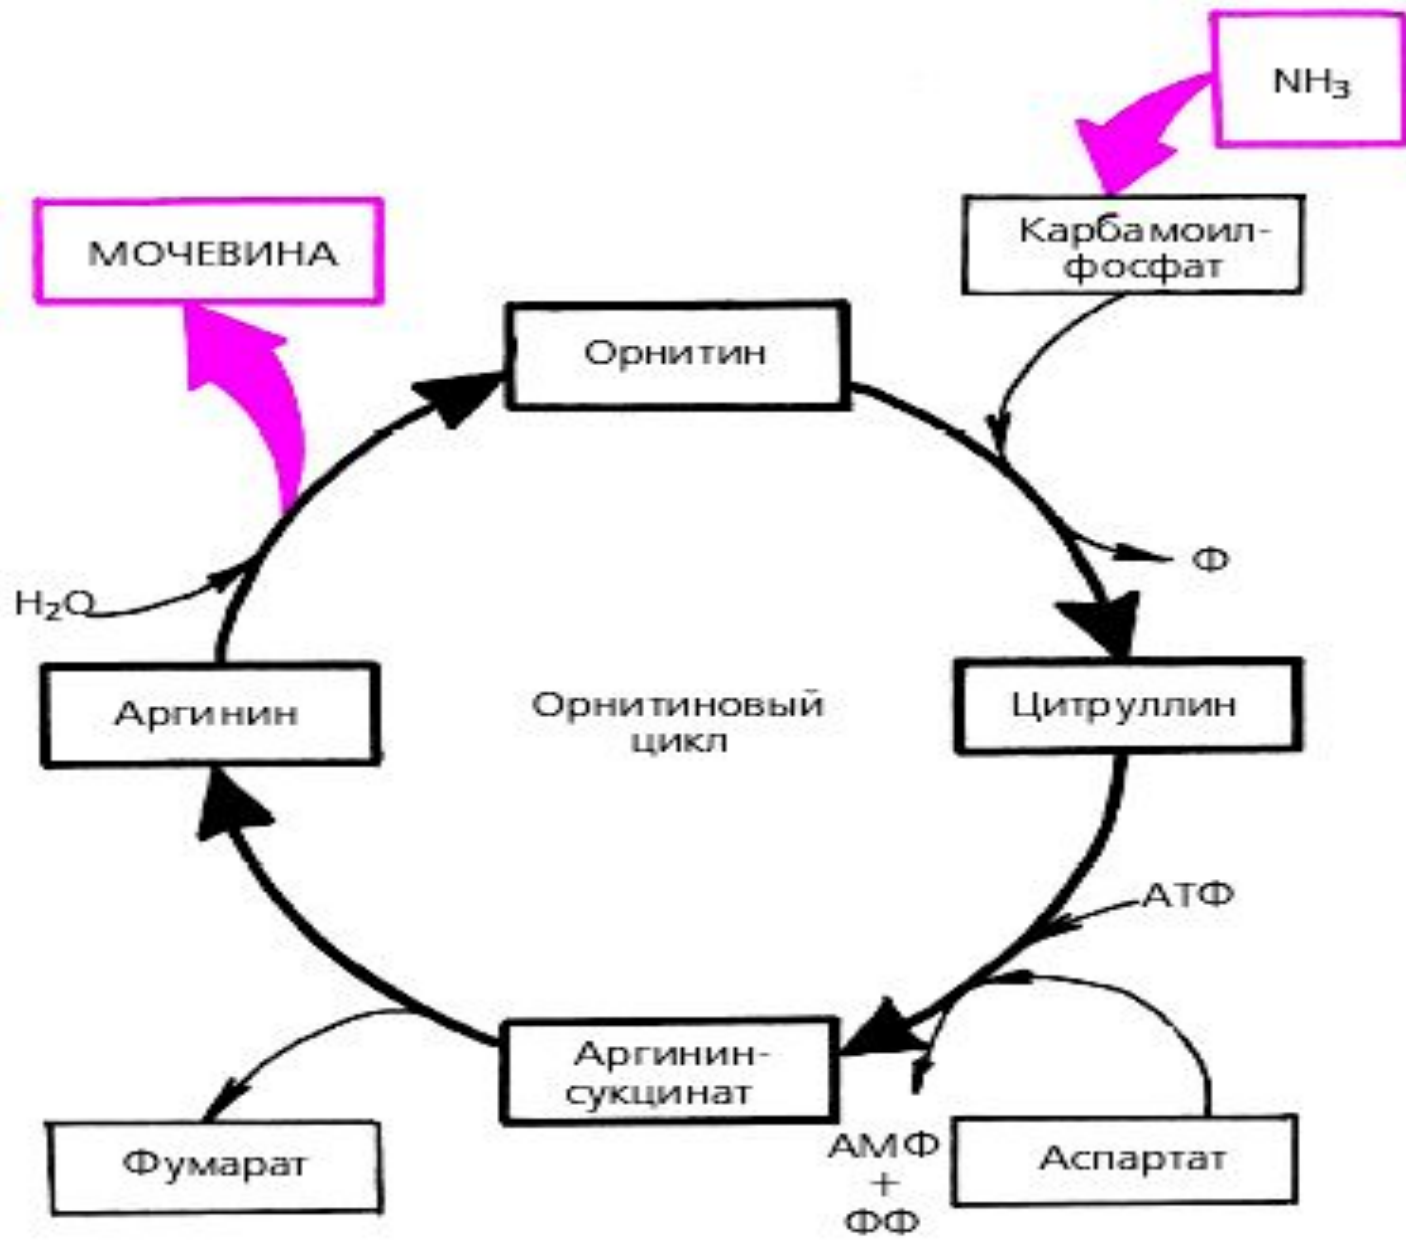 NH₃
Карбамоил-
фосфат
МОЧЕВИНА
Орнитин
Ф
H₂O
Аргинин
Орнитиновый
цикл
Цитруллин
АТФ
Аргинин-
сукцинат
Фумарат
АМФ
+
ФФ
Аспартат